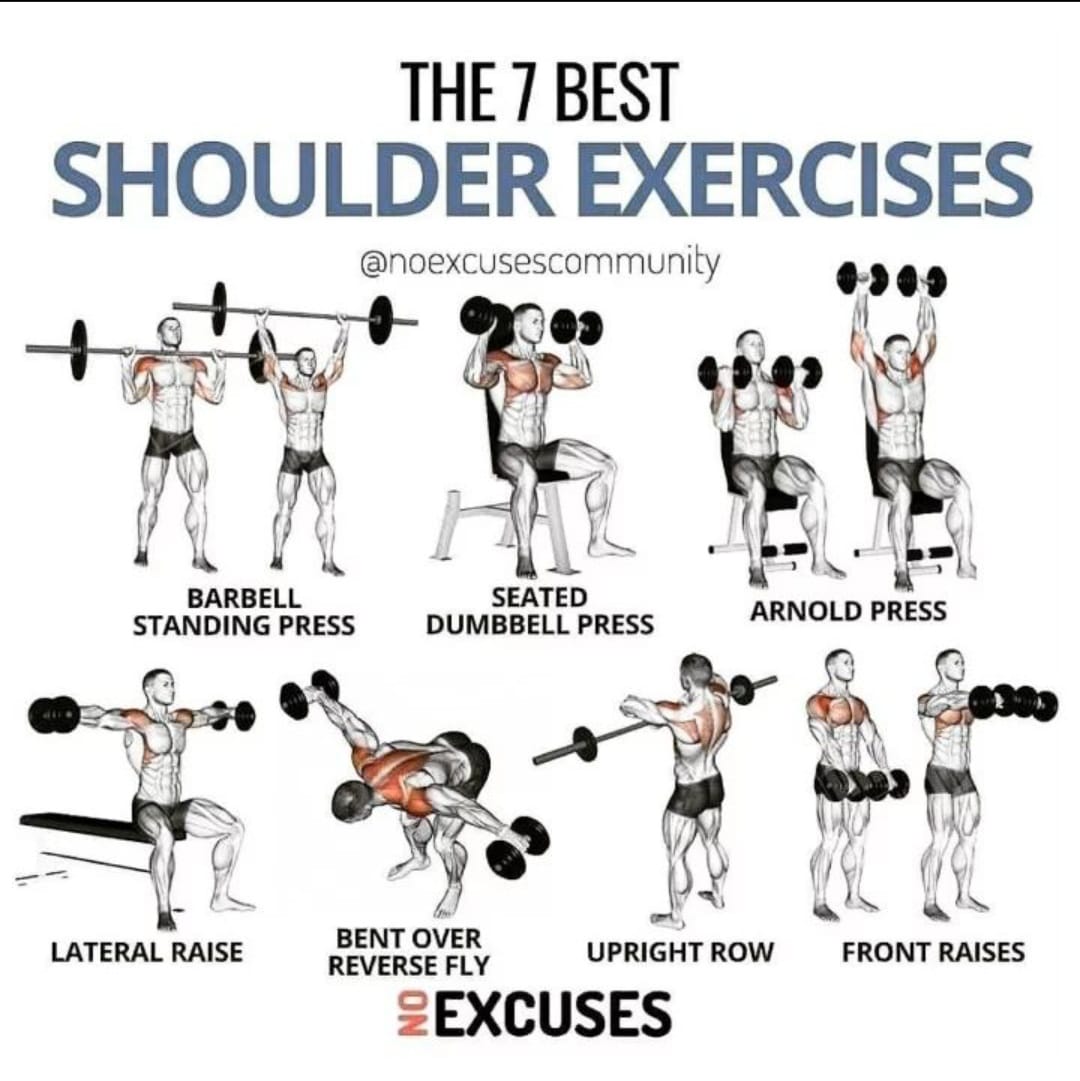 THE 7 BEST
SHOULDER EXERCISES
@noexcusescommunity
BARBELL
STANDING PRESS
SEATED
DUMBBELL PRESS
ARNOLD PRESS
LATERAL RAISE
BENT OVER
REVERSE FLY
UPRIGHT ROW
FRONT RAISES
NO EXCUSES